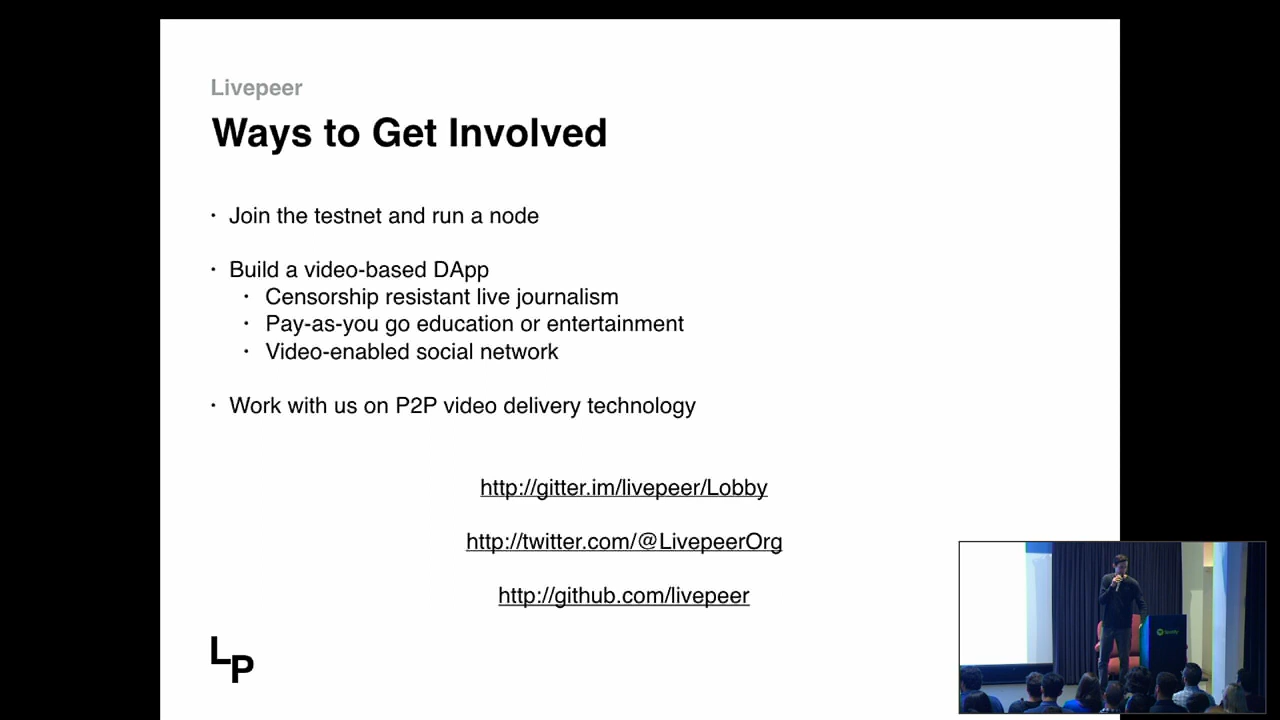 Livepeer
Ways to Get Involved
• Join the testnet and run a node
• Build a video-based DApp
• Censorship resistant live journalism
• Pay-as-you go education or entertainment
• Video-enabled social network
• Work with us on P2P video delivery technology
http://gitter.im/livepeer/Lobby
http://twitter.com/@LivepeerOrg
http://github.com/livepeer
LP
Spotify